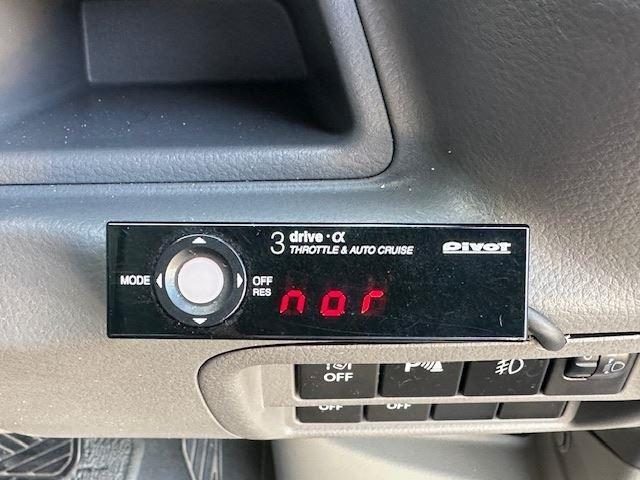 3 drive・α
THROTTLE & AUTO CRUISE
Pivot
MODE
OFF
RES
nor
OFF
P
OFF
OFF